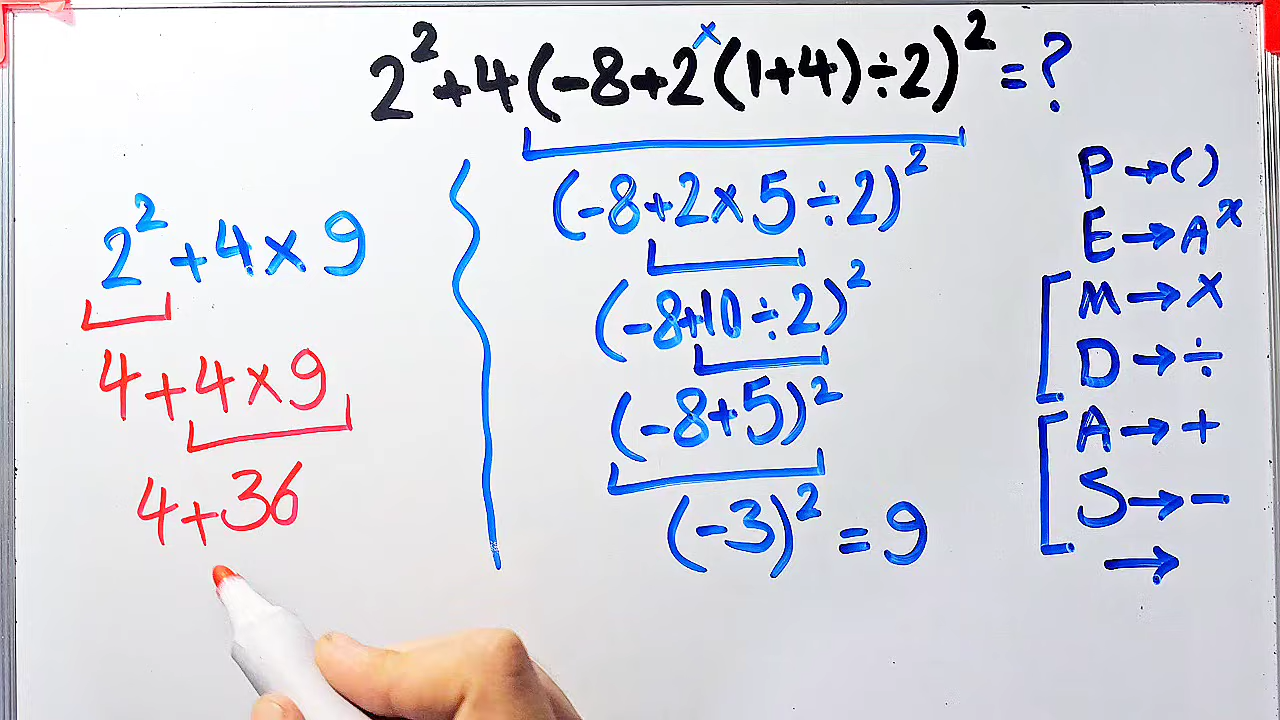 2² + 4(-8+2ˣ(1+4)÷2)² = ?
2² + 4 × 9
4 + 4 × 9
4 + 36
(-8+2×5÷2)²
(-8+10÷2)²
(-8+5)²
(-3)² = 9
P → ( )
E → Aˣ
M → ×
D → ÷
A → +
S → −
→